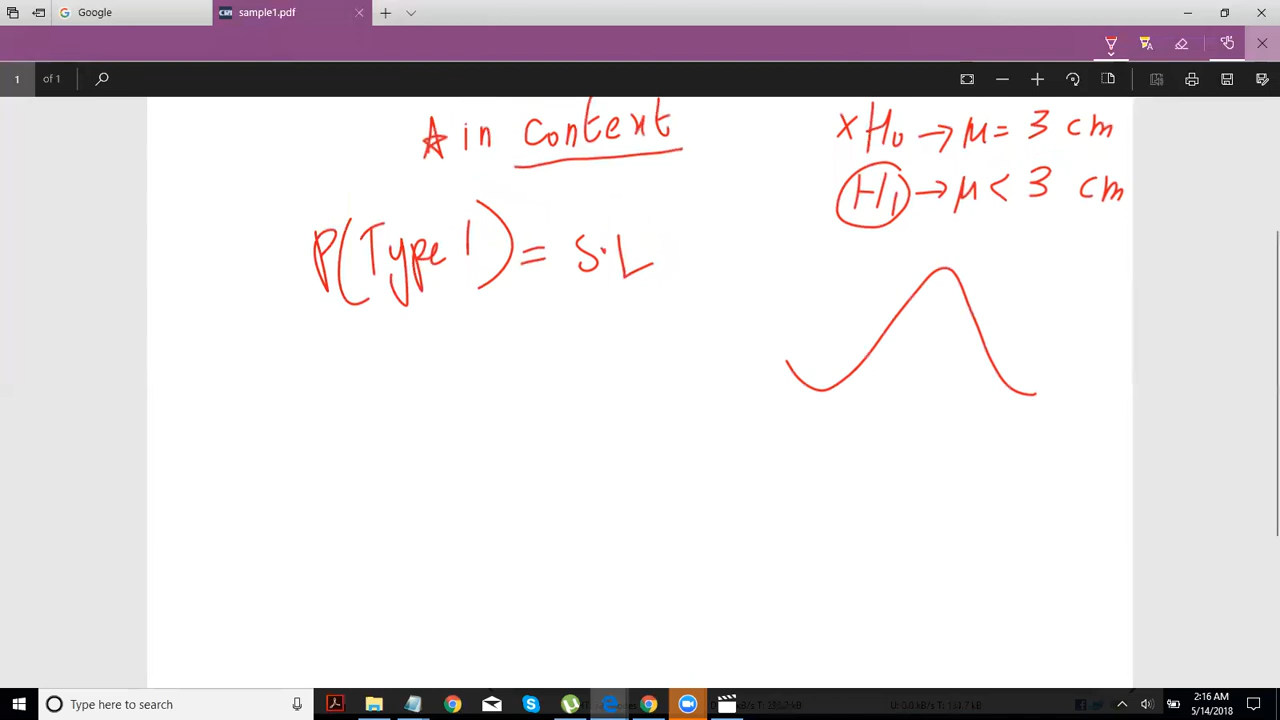 Google
sample1.pdf
1 of 1
☆ in Context
x H0 → μ = 3 cm
H1 → μ < 3 cm
P(Type 1) = S.L
Type here to search
2:16 AM
5/14/2018